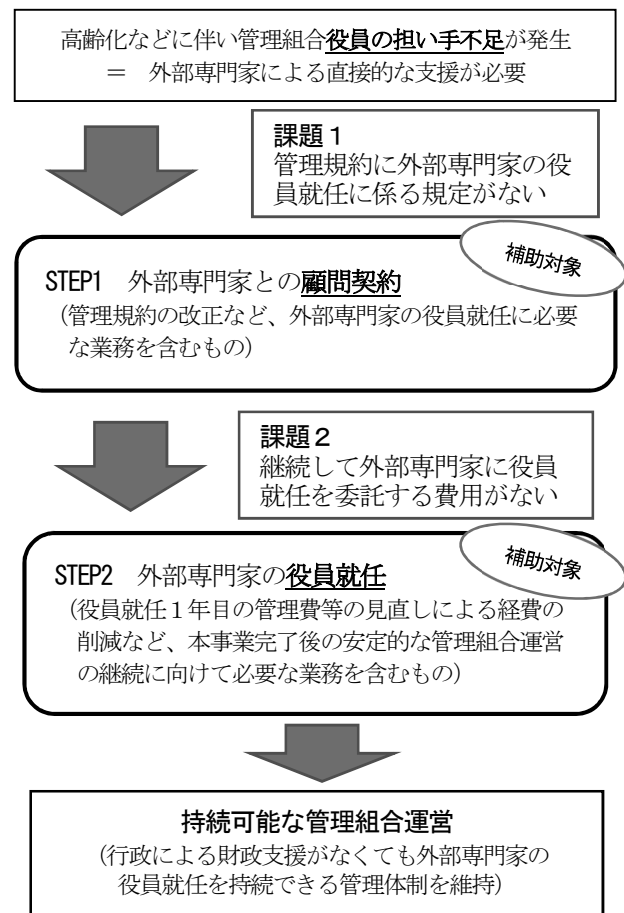 高齢化などに伴い管理組合役員の担い手不足が発生
＝　外部専門家による直接的な支援が必要
課題１
管理規約に外部専門家の役
員就任に係る規定がない
補助対象
STEP1　外部専門家との顧問契約
（管理規約の改正など、外部専門家の役員就任に必要
な業務を含むもの）
課題２
継続して外部専門家に役員
就任を委託する費用がない
補助対象
STEP2　外部専門家の役員就任
（役員就任１年目の管理費等の見直しによる経費の
削減など、本事業完了後の安定的な管理組合運営
の継続に向けて必要な業務を含むもの）
持続可能な管理組合運営
（行政による財政支援がなくても外部専門家の
役員就任を持続できる管理体制を維持）